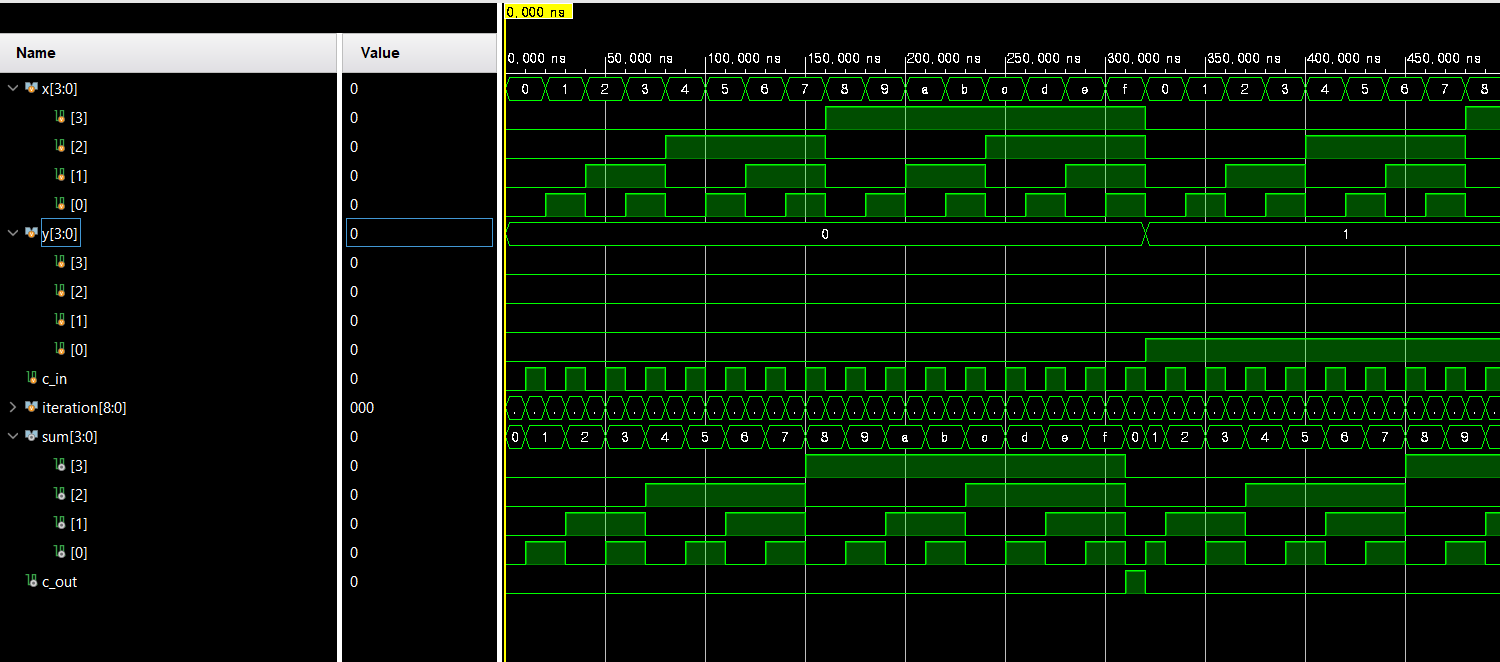 0,000 ns
Name Value
0,000 ns 50,000 ns 100,000 ns 150,000 ns 200,000 ns 250,000 ns 300,000 ns 350,000 ns 400,000 ns 450,000 ns
x[3:0] 0 0 1 2 3 4 5 6 7 8 9 a b c d e f 0 1 2 3 4 5 6 7 8
[3] 0
[2] 0
[1] 0
[0] 0
y[3:0] 0 0 1
[3] 0
[2] 0
[1] 0
[0] 0
c_in 0
iteration[8:0] 000 . . . . . . . . . . . . . . . . . . . . . . . . . . . . . . . . . . . . . . . . . . . . . . . . . .
sum[3:0] 0 0 1 2 3 4 5 6 7 8 9 a b c d e f 0 1 2 3 4 5 6 7 8 9
[3] 0
[2] 0
[1] 0
[0] 0
c_out 0